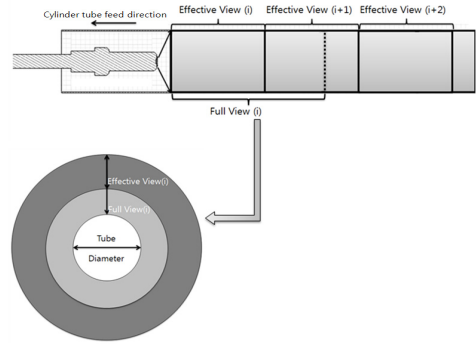 Cylinder tube feed direction
Effective View (i)
Effective View (i+1)
Effective View (i+2)
Full View (i)
Effective View(i)
Full View(i)
Tube
Diameter